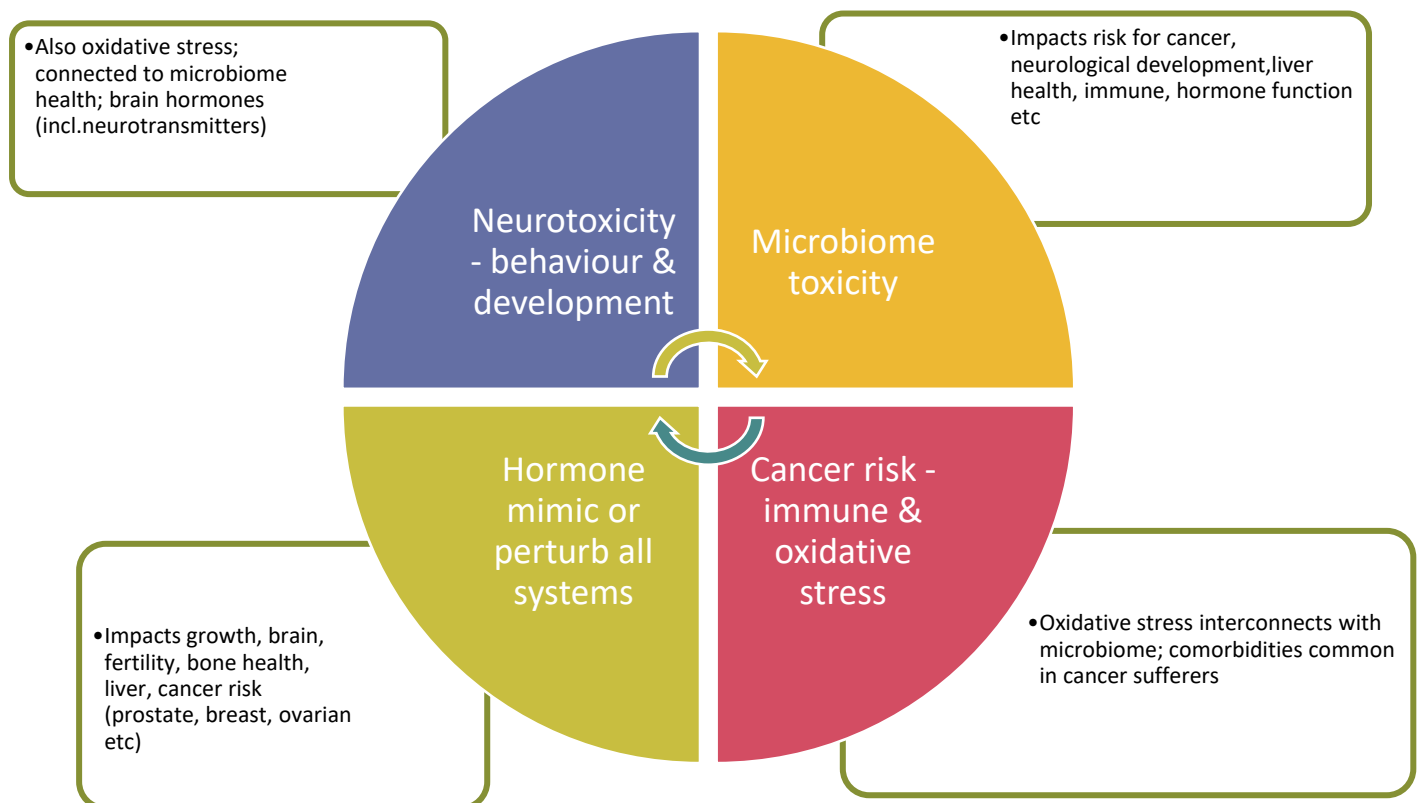 •Also oxidative stress;
connected to microbiome
health; brain hormones
(incl.neurotransmitters)
•Impacts risk for cancer,
neurological development,liver
health, immune, hormone function
etc
Neurotoxicity
- behaviour &
development
Microbiome
toxicity
Hormone
mimic or
perturb all
systems
Cancer risk -
immune &
oxidative
stress
•Impacts growth, brain,
fertility, bone health,
liver, cancer risk
(prostate, breast, ovarian
etc)
•Oxidative stress interconnects with
microbiome; comorbidities common
in cancer sufferers